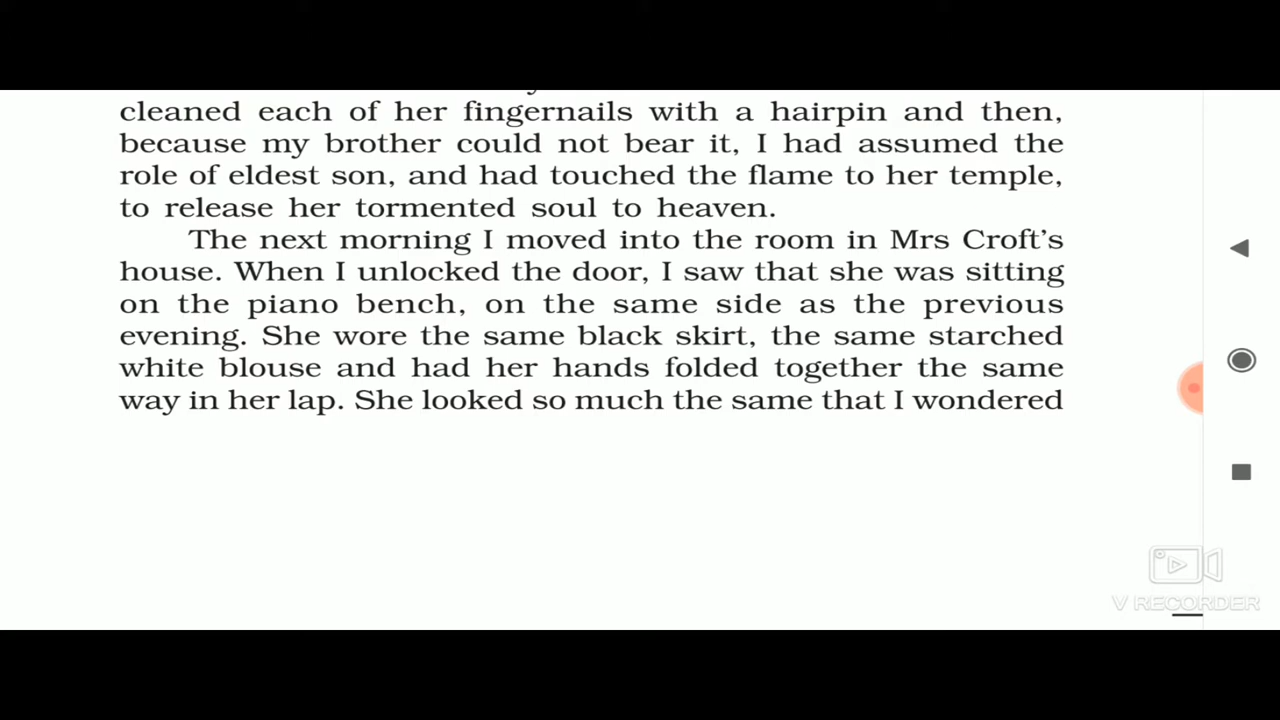 cleaned each of her fingernails with a hairpin and then,
because my brother could not bear it, I had assumed the
role of eldest son, and had touched the flame to her temple,
to release her tormented soul to heaven.
The next morning I moved into the room in Mrs Croft's
house. When I unlocked the door, I saw that she was sitting
on the piano bench, on the same side as the previous
evening. She wore the same black skirt, the same starched
white blouse and had her hands folded together the same
way in her lap. She looked so much the same that I wondered
V RECORDER